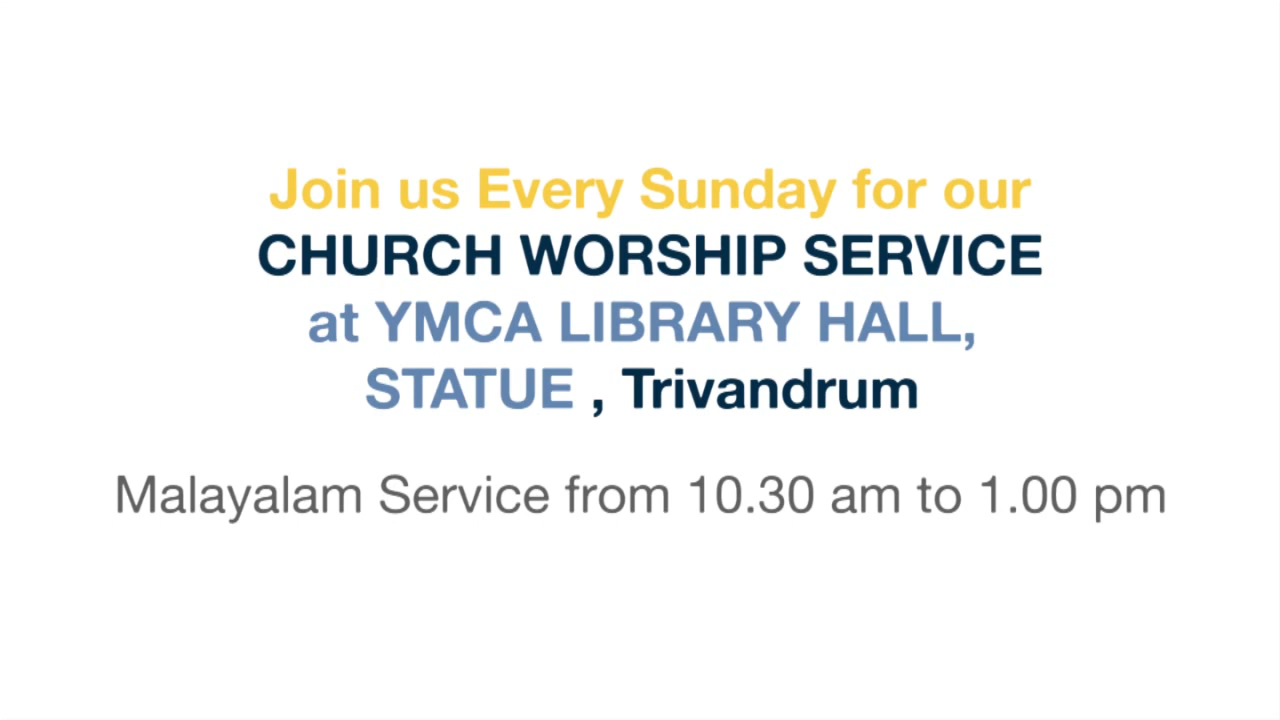 Join us Every Sunday for our
CHURCH WORSHIP SERVICE
at YMCA LIBRARY HALL,
STATUE , Trivandrum
Malayalam Service from 10.30 am to 1.00 pm